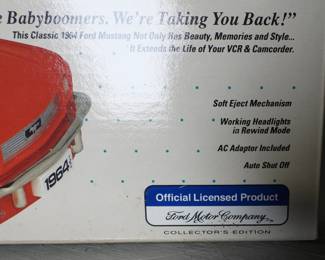 e Babyboomers. We're Taking You Back!"
This Classic 1964 Ford Mustang Not Only Has Beauty, Memories and Style...
It Extends the Life of Your VCR & Camcorder.
Soft Eject Mechanism
Working Headlights
in Rewind Mode
AC Adaptor Included
Auto Shut Off
1964
Official Licensed Product
Ford Motor Company
COLLECTOR'S EDITION